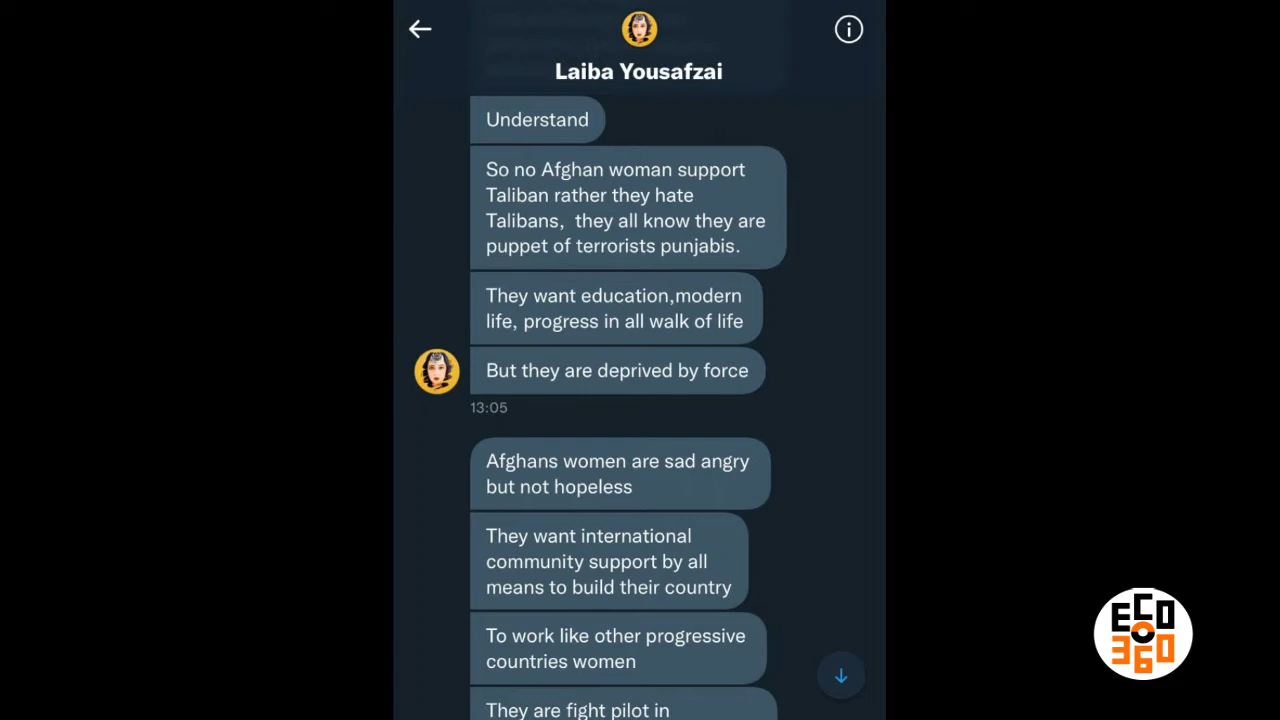 Laiba Yousafzai
Understand
So no Afghan woman support
Taliban rather they hate
Talibans,  they all know they are
puppet of terrorists punjabis.
They want education,modern
life, progress in all walk of life
But they are deprived by force
13:05
Afghans women are sad angry
but not hopeless
They want international
community support by all
means to build their country
To work like other progressive
countries women
They are fight pilot in
ECO
360